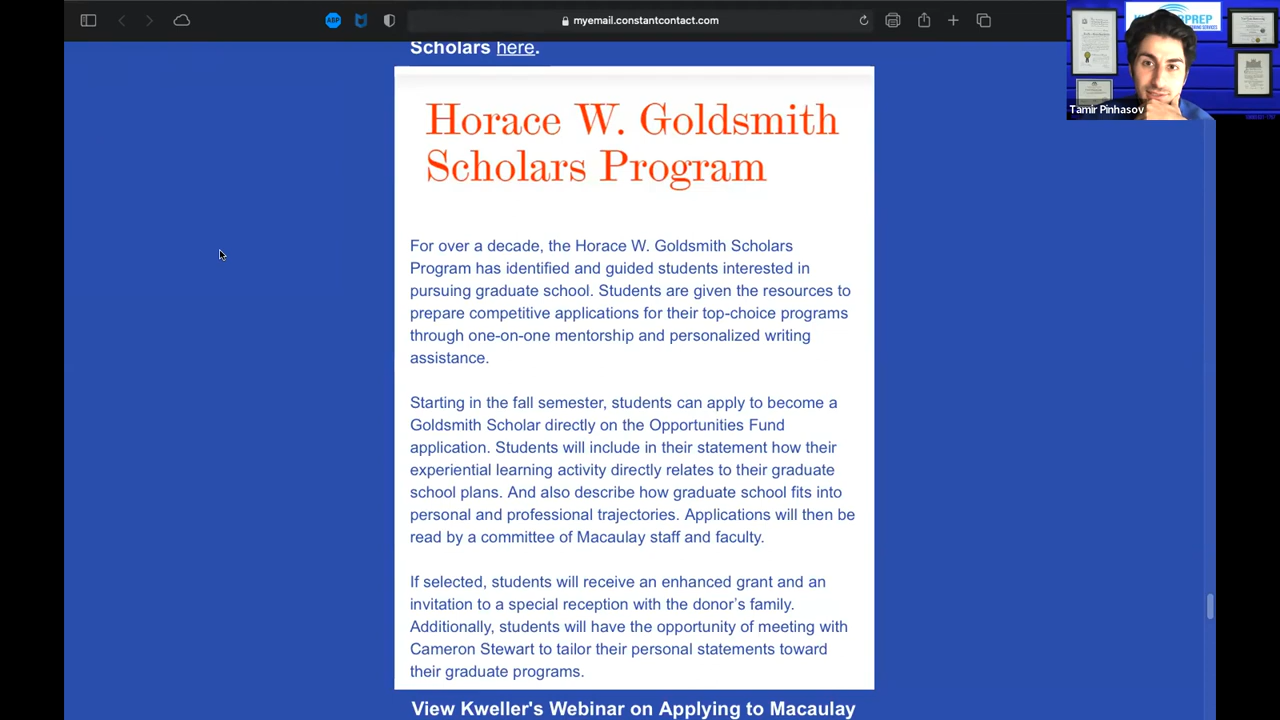 myemail.constantcontact.com
ABP
PREP
Tamir Pinhasov
Scholars here.
Horace W. Goldsmith
Scholars Program
For over a decade, the Horace W. Goldsmith Scholars
Program has identified and guided students interested in
pursuing graduate school. Students are given the resources to
prepare competitive applications for their top-choice programs
through one-on-one mentorship and personalized writing
assistance.
Starting in the fall semester, students can apply to become a
Goldsmith Scholar directly on the Opportunities Fund
application. Students will include in their statement how their
experiential learning activity directly relates to their graduate
school plans. And also describe how graduate school fits into
personal and professional trajectories. Applications will then be
read by a committee of Macaulay staff and faculty.
If selected, students will receive an enhanced grant and an
invitation to a special reception with the donor’s family.
Additionally, students will have the opportunity of meeting with
Cameron Stewart to tailor their personal statements toward
their graduate programs.
View Kweller's Webinar on Applying to Macaulay